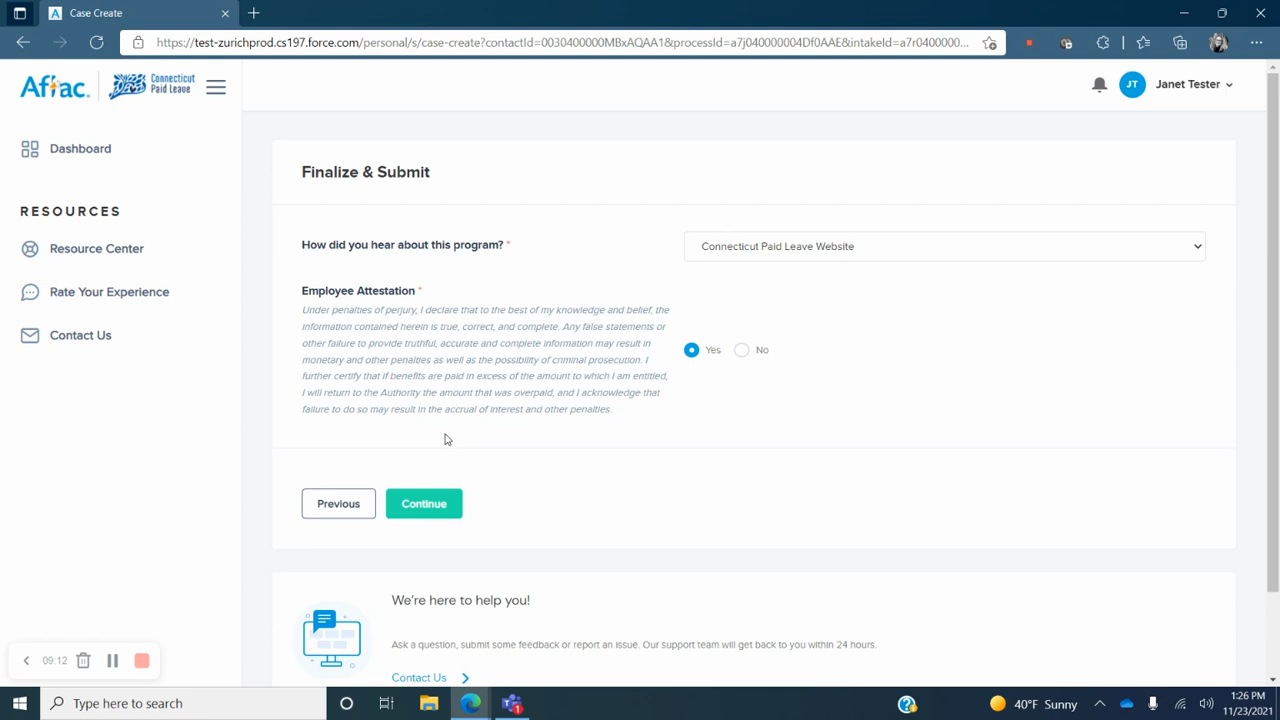 Case Create
https://test-zurichprod.cs197.force.com/personal/s/case-create?contactId=0030400000MBxAQAA1&processId=a7j040000004Df0AAE&intakeId=a7r0400000...
Aflac
Connecticut
Paid Leave
JT
Janet Tester
Dashboard
RESOURCES
Resource Center
Rate Your Experience
Contact Us
Finalize & Submit
How did you hear about this program? *
Connecticut Paid Leave Website
Employee Attestation *
Under penalties of perjury, I declare that to the best of my knowledge and belief, the
information contained herein is true, correct, and complete. Any false statements or
other failure to provide truthful, accurate and complete information may result in
monetary and other penalties as well as the possibility of criminal prosecution. I
further certify that if benefits are paid in excess of the amount to which I am entitled,
I will return to the Authority the amount that was overpaid, and I acknowledge that
failure to do so may result in the accrual of interest and other penalties.
Yes
No
Previous
Continue
We're here to help you!
Ask a question, submit some feedback or report an issue. Our support team will get back to you within 24 hours.
Contact Us
09:12
Type here to search
1
40°F Sunny
1:26 PM
11/23/2021